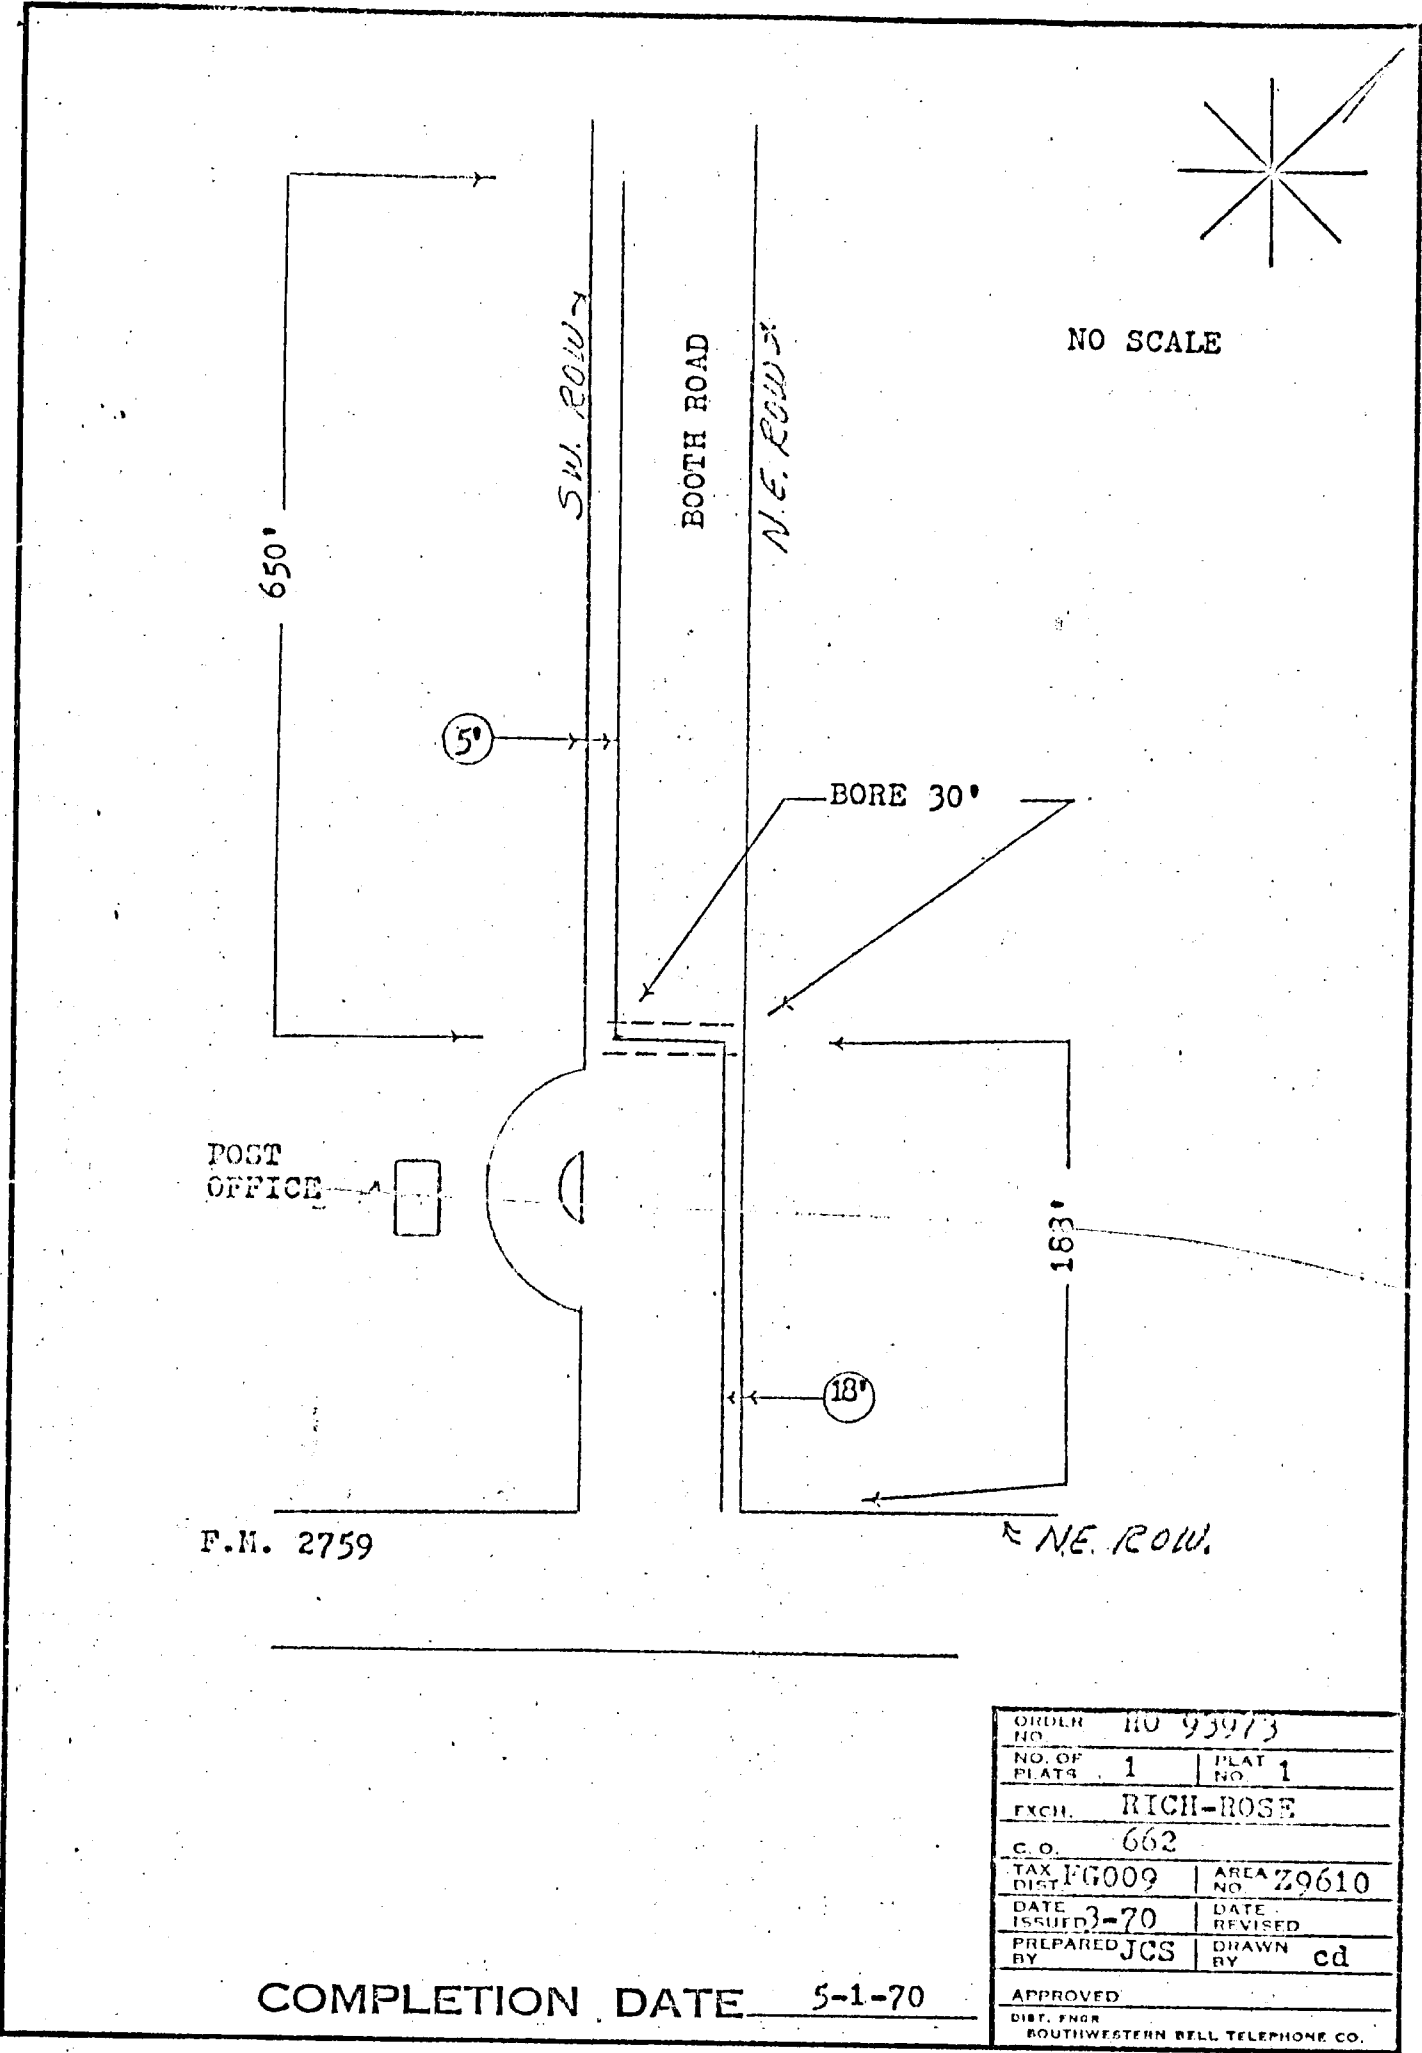 NO SCALE
SW. ROW
BOOTH ROAD
N.E. ROW
650'
5'
BORE 30'
POST
OFFICE
183'
18'
F.M. 2759
N.E. ROW.
ORDER NO. HO 93973
NO. OF PLATS 1 PLAT NO. 1
EXCH. RICH-ROSE
C.O. 662
TAX DIST. FG009 AREA NO. Z9610
DATE ISSUED 3-70 DATE REVISED
PREPARED BY JCS DRAWN BY cd
APPROVED
DIST. ENGR
SOUTHWESTERN BELL TELEPHONE CO.
COMPLETION DATE 5-1-70